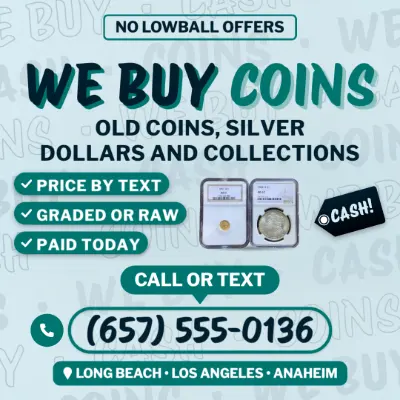 NO LOWBALL OFFERS
WE BUY COINS
OLD COINS, SILVER
DOLLARS AND COLLECTIONS
PRICE BY TEXT
GRADED OR RAW
PAID TODAY
CASH!
CALL OR TEXT
(657) 555-0136
LONG BEACH • LOS ANGELES • ANAHEIM